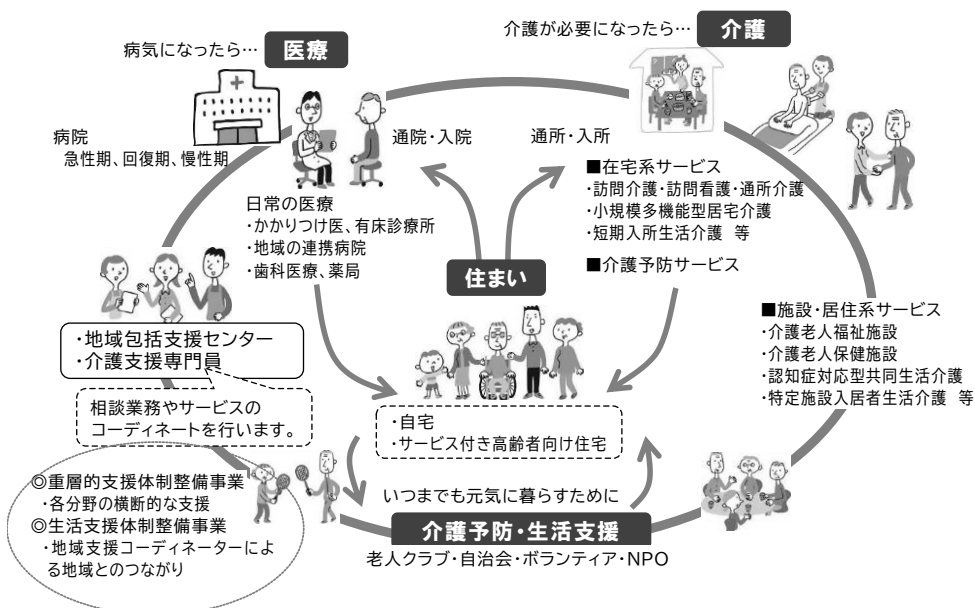 病気になったら…
医療
病院
急性期、回復期、慢性期
通院・入院
日常の医療
・かかりつけ医、有床診療所
・地域の連携病院
・歯科医療、薬局
介護が必要になったら…
介護
通所・入所
■在宅系サービス
・訪問介護・訪問看護・通所介護
・小規模多機能型居宅介護
・短期入所生活介護 等
■介護予防サービス
■施設・居住系サービス
・介護老人福祉施設
・介護老人保健施設
・認知症対応型共同生活介護
・特定施設入居者生活介護 等
住まい
・自宅
・サービス付き高齢者向け住宅
・地域包括支援センター
・介護支援専門員
相談業務やサービスの
コーディネートを行います。
◎重層的支援体制整備事業
・各分野の横断的な支援
◎生活支援体制整備事業
・地域支援コーディネーターによ
る地域とのつながり
いつまでも元気に暮らすために
介護予防・生活支援
老人クラブ・自治会・ボランティア・NPO